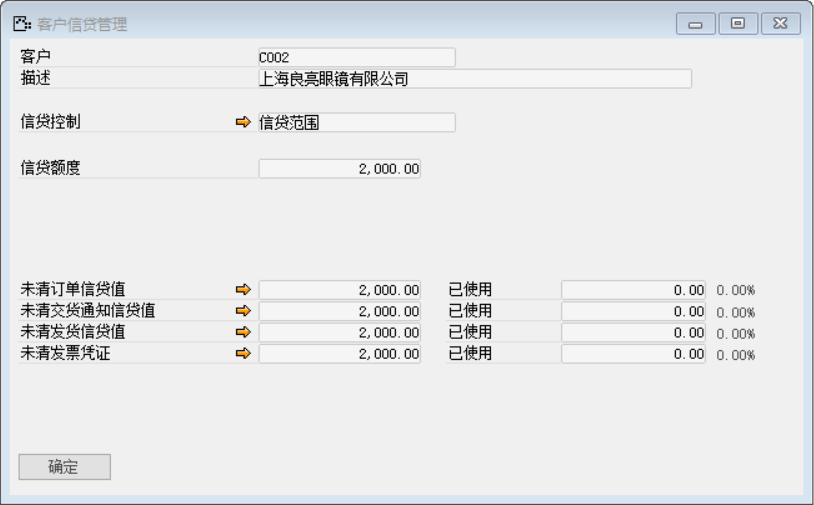 客户信贷管理
客户 C002
描述 上海良亮眼镜有限公司
信贷控制 信贷范围
信贷额度 2,000.00
未清订单信贷值 2,000.00 已使用 0.00 0.00%
未清交货通知信贷值 2,000.00 已使用 0.00 0.00%
未清发货信贷值 2,000.00 已使用 0.00 0.00%
未清发票凭证 2,000.00 已使用 0.00 0.00%
确定